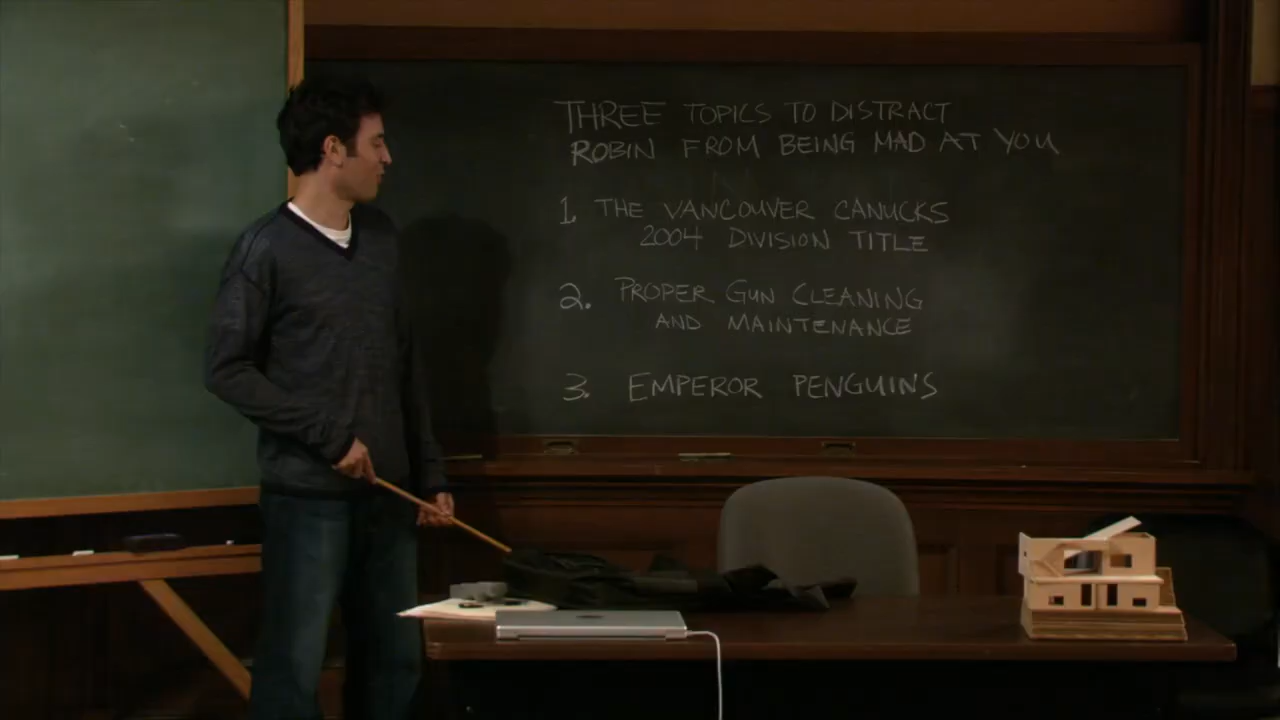 THREE TOPICS TO DISTRACT
ROBIN FROM BEING MAD AT YOU
1. THE VANCOUVER CANUCKS
2004 DIVISION TITLE
2. PROPER GUN CLEANING
AND MAINTENANCE
3. EMPEROR PENGUINS